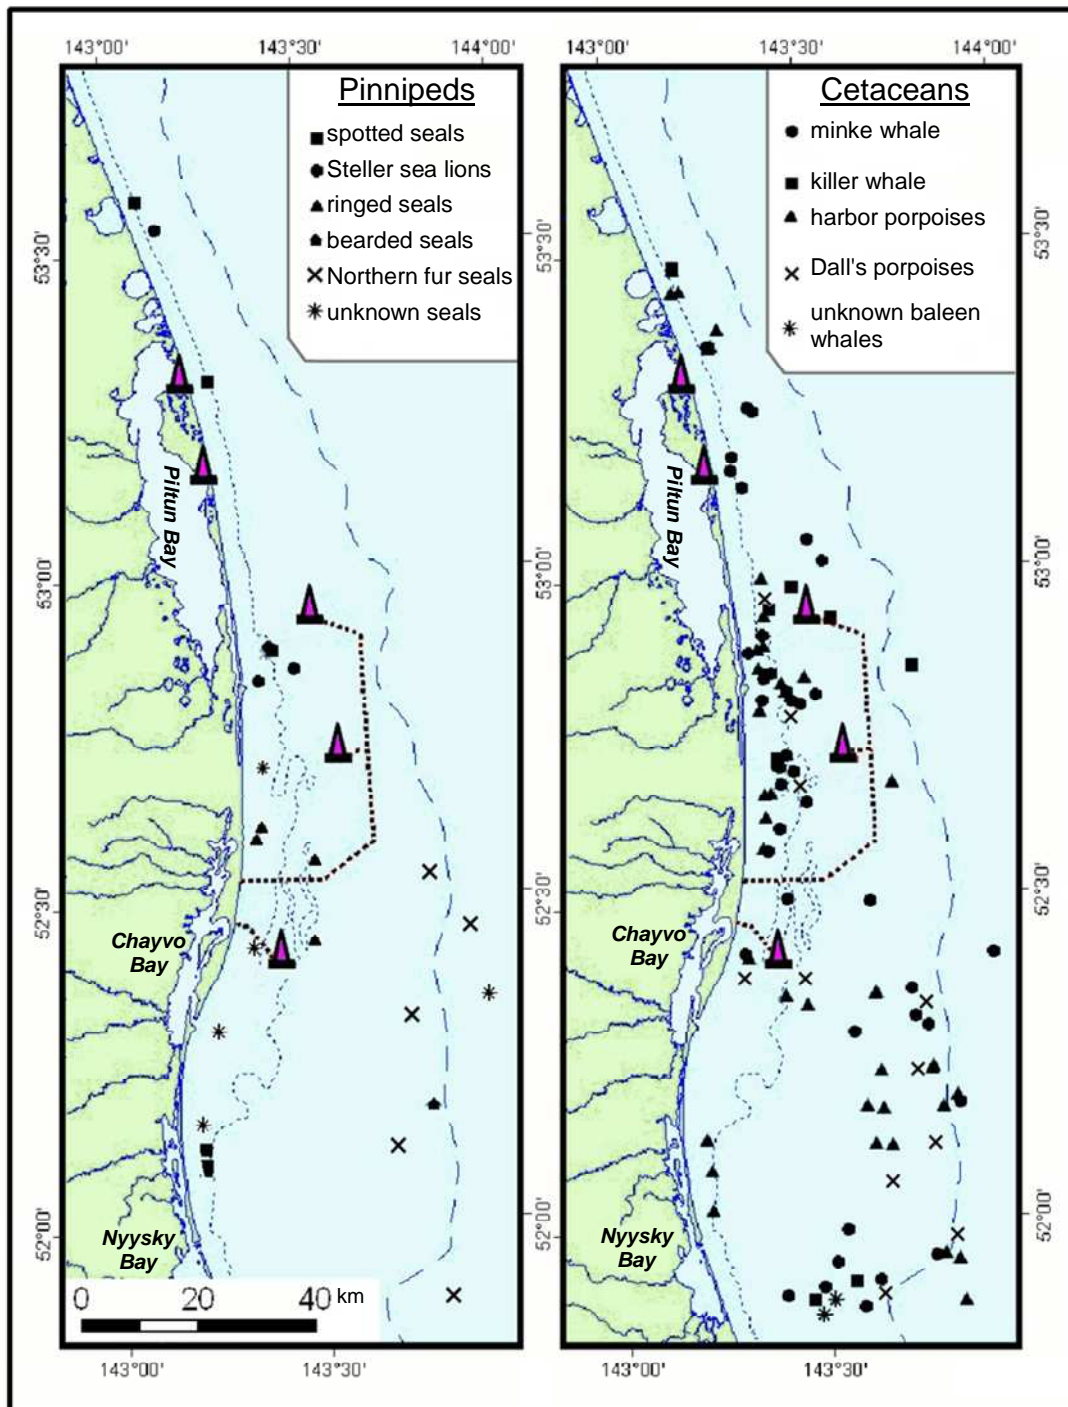 143°00' 143°30' 144°00'
Pinnipeds
spotted seals
Steller sea lions
ringed seals
bearded seals
Northern fur seals
unknown seals
53°30'
53°00'
52°30'
52°00'
Piltun Bay
Chayvo
Bay
Nyysky
Bay
0 20 40 km
143°00' 143°30'
143°00' 143°30' 144°00'
Cetaceans
minke whale
killer whale
harbor porpoises
Dall's porpoises
unknown baleen
whales
53°30'
53°00'
52°30'
52°00'
Piltun Bay
Chayvo
Bay
Nyysky
Bay
53°30'
53°00'
52°30'
52°00'
143°00' 143°30'